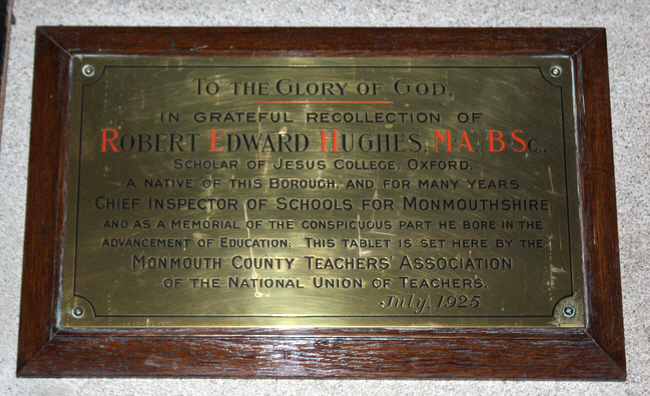 To the Glory of God.
in grateful recollection of
Robert Edward Hughes, M.A., B.Sc.,
Scholar of Jesus College, Oxford.
a native of this Borough, and for many years
Chief Inspector of Schools for Monmouthshire,
and as a memorial of the conspicuous part he bore in the
advancement of Education: This tablet is set here by the
Monmouth County Teachers' Association
of the National Union of Teachers.
July, 1925